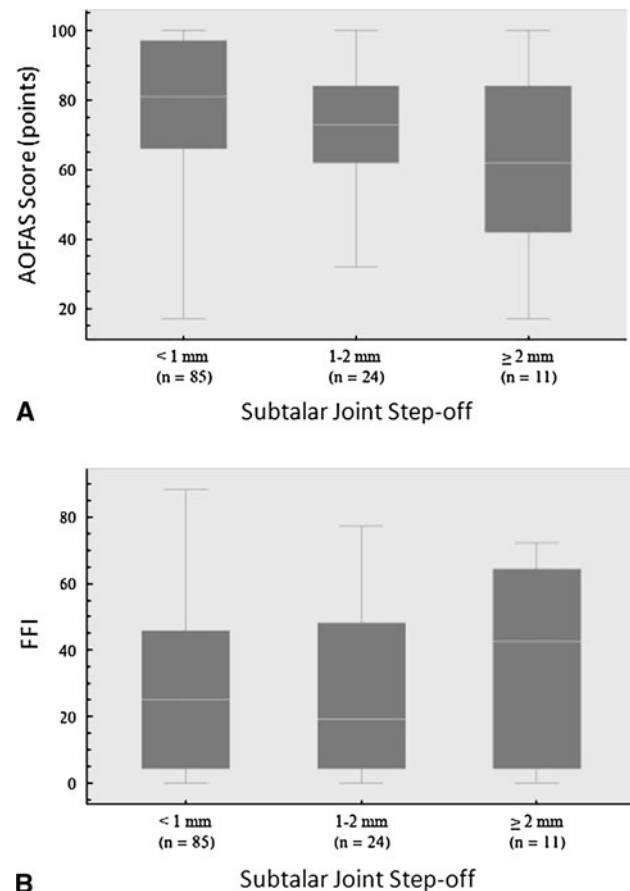 AOFAS Score (points)
100
80
60
40
20
< 1 mm
(n = 85)
1-2 mm
(n = 24)
≥ 2 mm
(n = 11)
A
Subtalar Joint Step-off
FFI
80
60
40
20
0
< 1 mm
(n = 85)
1-2 mm
(n = 24)
≥ 2 mm
(n = 11)
B
Subtalar Joint Step-off